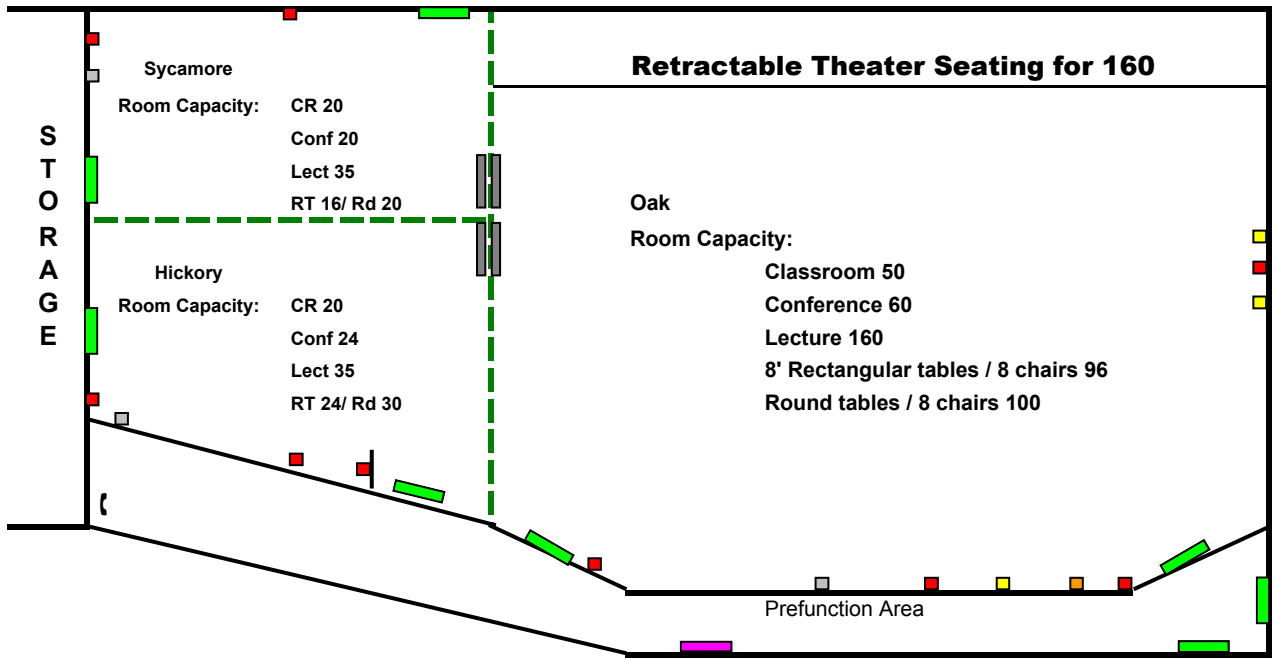 STORAGE
Sycamore
Room Capacity: CR 20
Conf 20
Lect 35
RT 16/ Rd 20
Hickory
Room Capacity: CR 20
Conf 24
Lect 35
RT 24/ Rd 30
Retractable Theater Seating for 160
Oak
Room Capacity:
Classroom 50
Conference 60
Lecture 160
8' Rectangular tables / 8 chairs 96
Round tables / 8 chairs 100
Prefunction Area